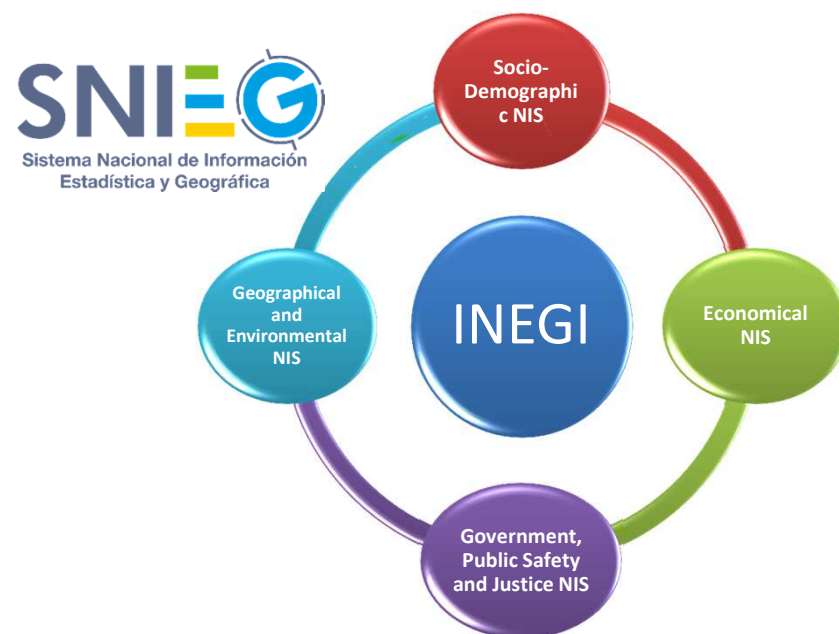 SNIEG
Sistema Nacional de Información
Estadística y Geográfica
Socio-
Demographi
c NIS
Geographical
and
Environmental
NIS
INEGI
Economical
NIS
Government,
Public Safety
and Justice NIS